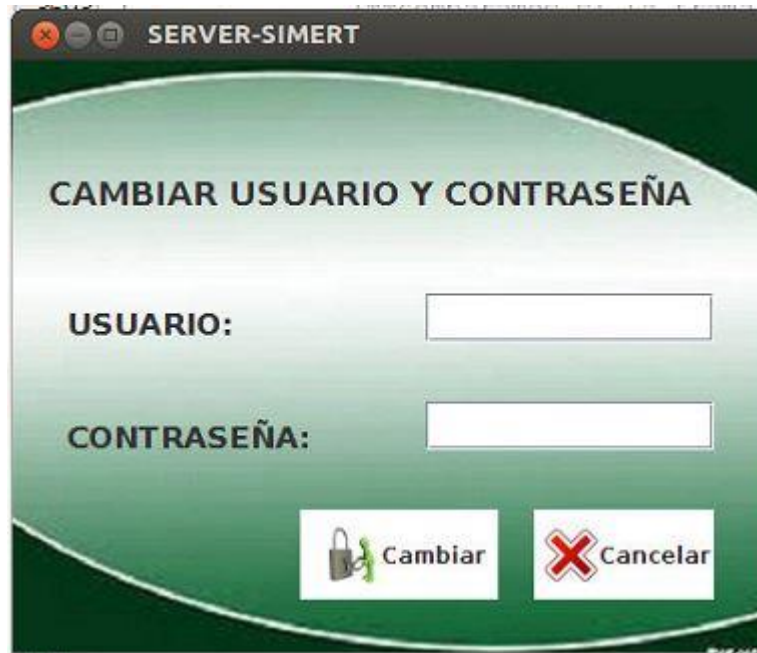 SERVER-SIMERT
CAMBIAR USUARIO Y CONTRASEÑA
USUARIO:
CONTRASEÑA:
Cambiar
Cancelar